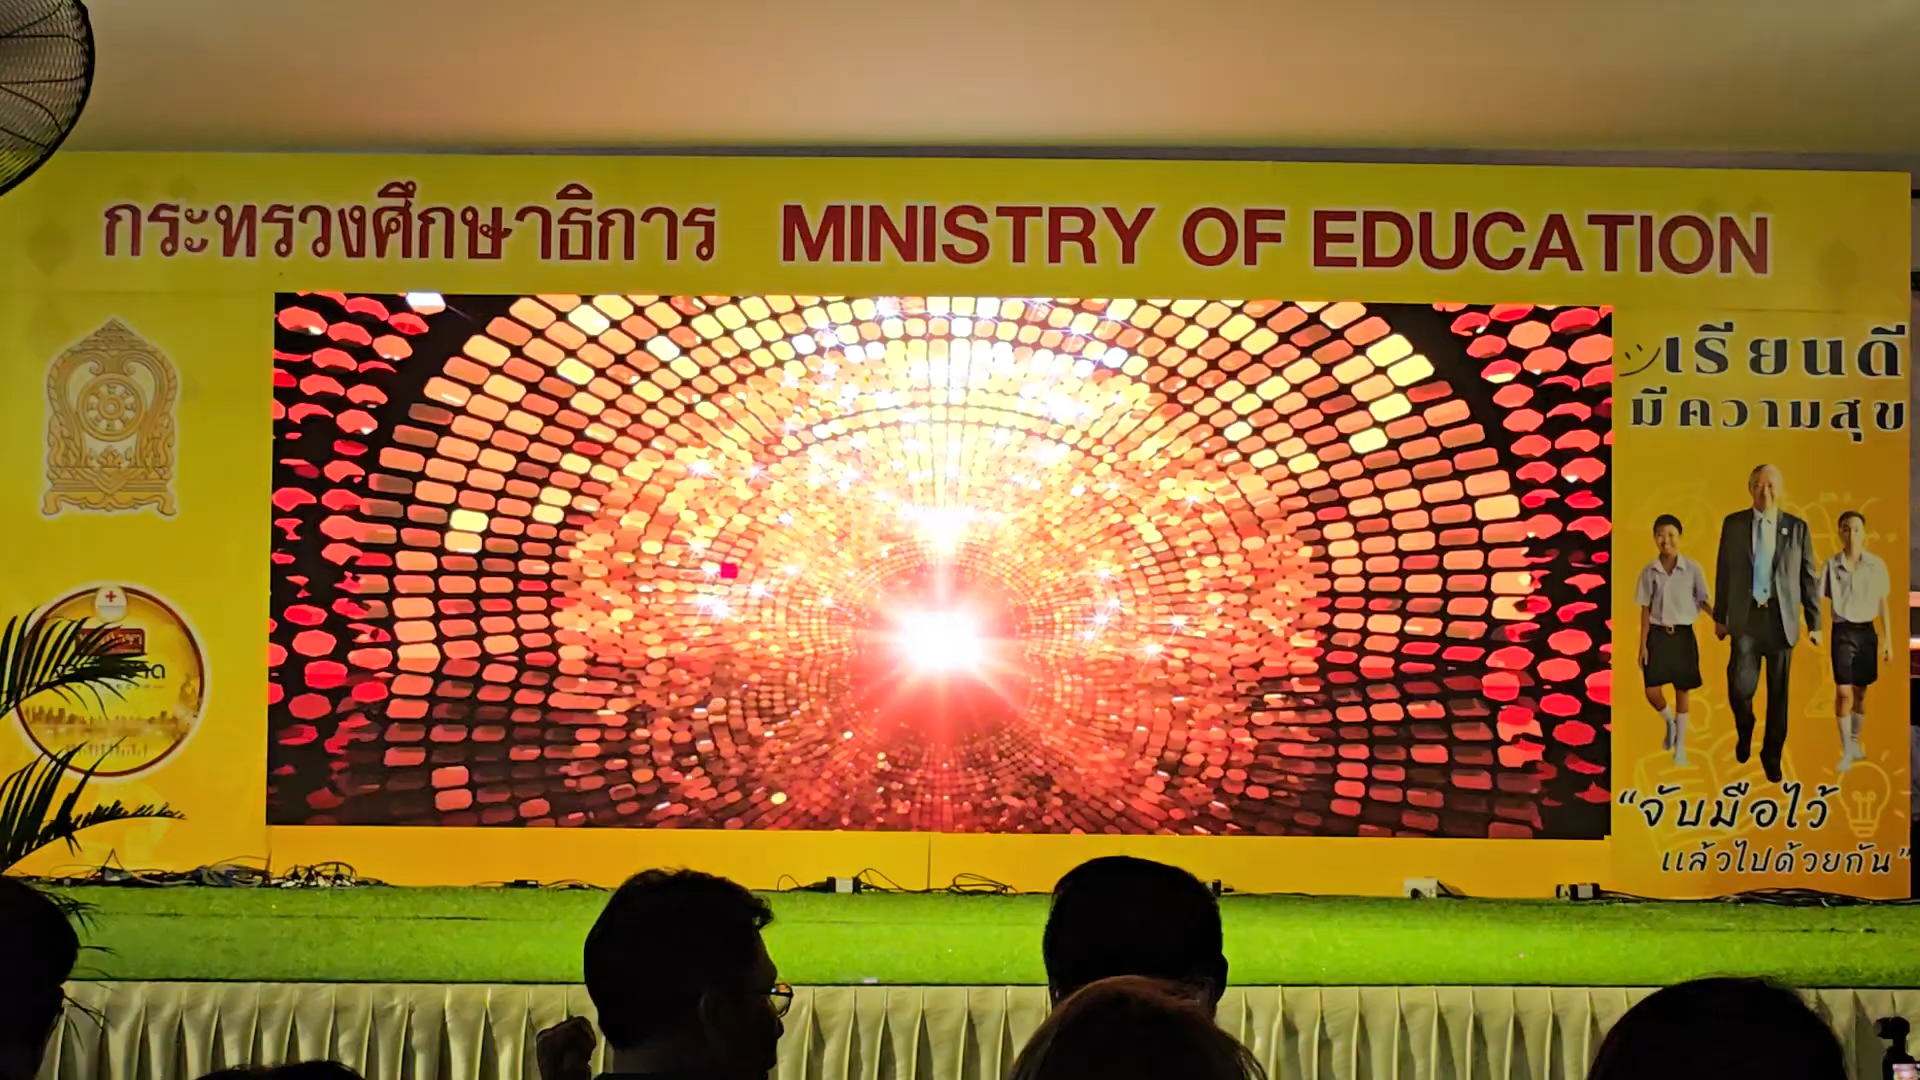 กระทรวงศึกษาธิการ MINISTRY OF EDUCATION
เรียนดี
มีความสุข
“จับมือไว้
แล้วไปด้วยกัน”